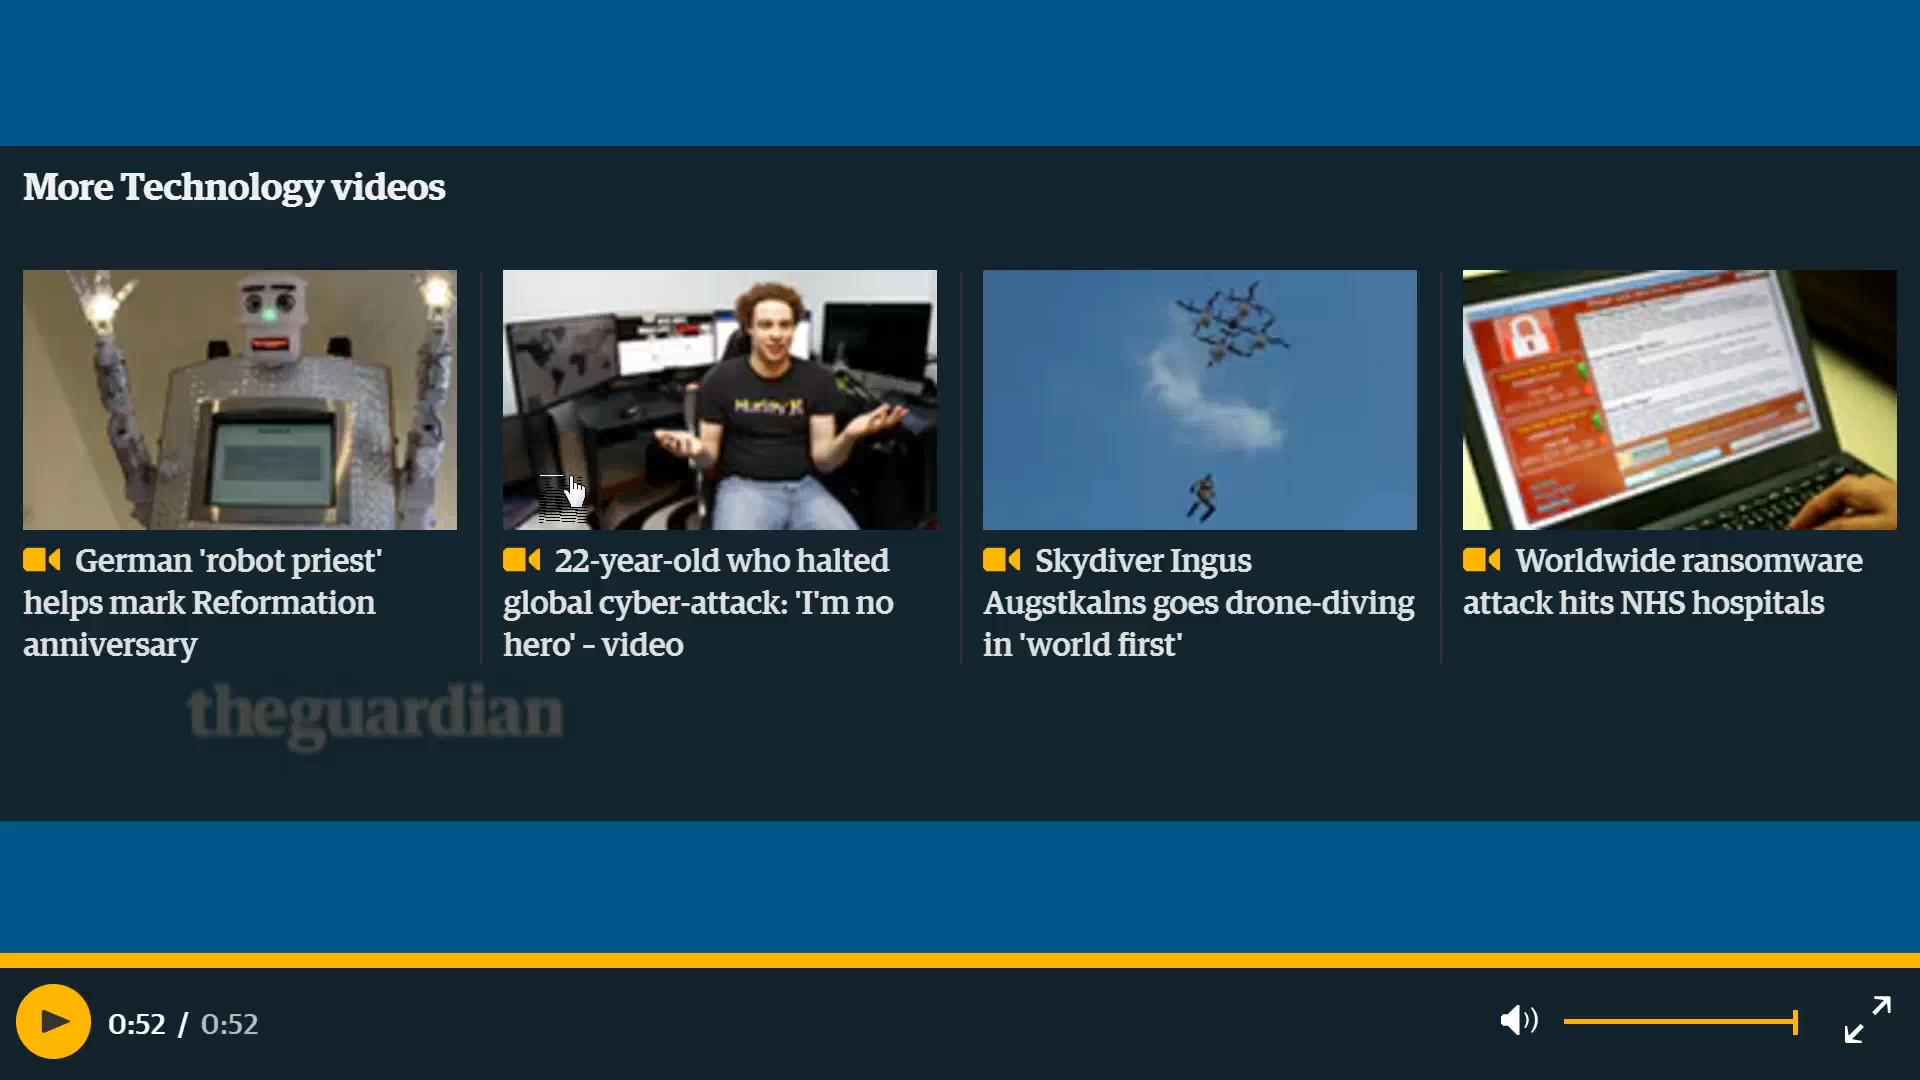 More Technology videos
German 'robot priest'
helps mark Reformation
anniversary
22-year-old who halted
global cyber-attack: 'I'm no
hero' – video
Skydiver Ingus
Augstkalns goes drone-diving
in 'world first'
Worldwide ransomware
attack hits NHS hospitals
theguardian
0:52 / 0:52